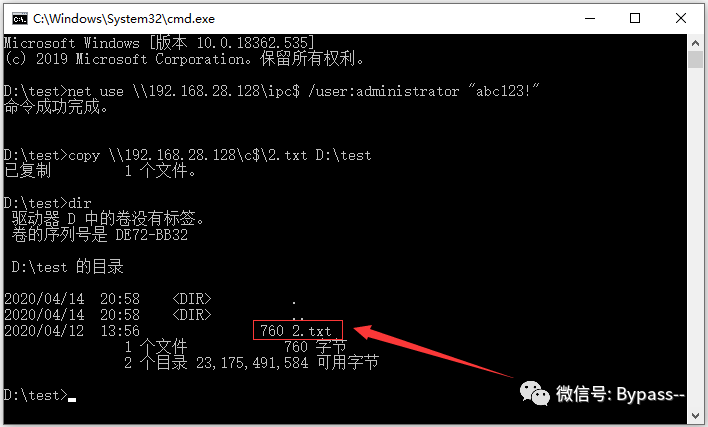 C:\Windows\System32\cmd.exe
Microsoft Windows [版本 10.0.18362.535]
(c) 2019 Microsoft Corporation。保留所有权利。
D:\test>net use \\192.168.28.128\ipc$ /user:administrator "abc123!"
命令成功完成。
D:\test>copy \\192.168.28.128\c$\2.txt D:\test
已复制         1 个文件。
D:\test>dir
驱动器 D 中的卷没有标签。
卷的序列号是 DE72-BB32
D:\test 的目录
2020/04/14  20:58    <DIR>          .
2020/04/14  20:58    <DIR>          ..
2020/04/12  13:56               760 2.txt
1 个文件            760 字节
2 个目录 23,175,491,584 可用字节
D:\test>
微信号: Bypass--